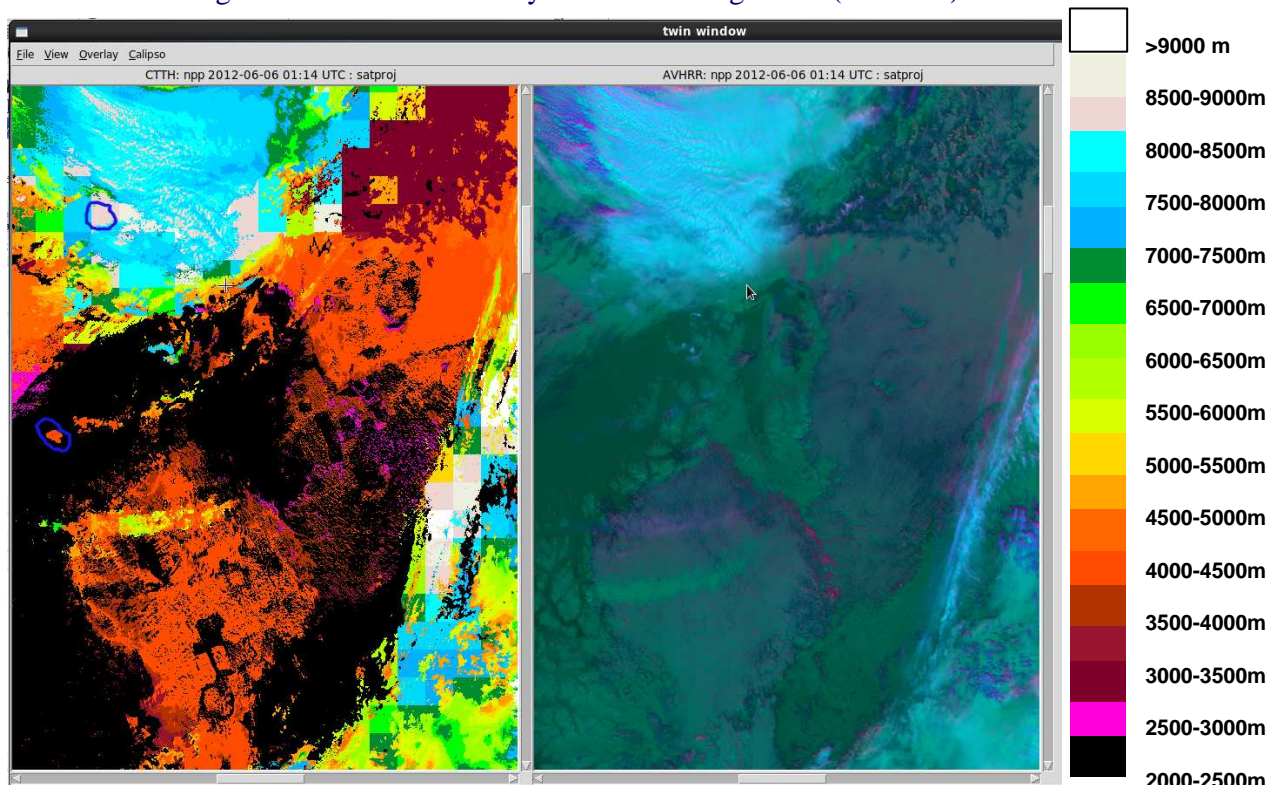 twin window
File View Overlay Calipso
CTTH: npp 2012-06-06 01:14 UTC : satproj
AVHRR: npp 2012-06-06 01:14 UTC : satproj
>9000 m
8500-9000m
8000-8500m
7500-8000m
7000-7500m
6500-7000m
6000-6500m
5500-6000m
5000-5500m
4500-5000m
4000-4500m
3500-4000m
3000-3500m
2500-3000m
2000-2500m